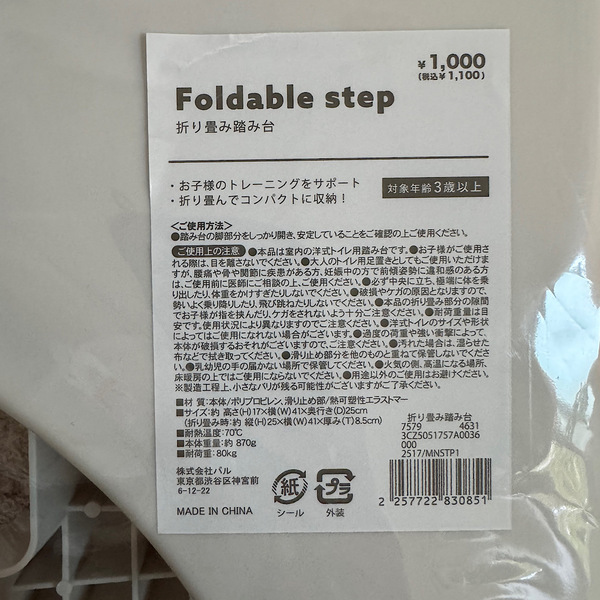 ¥1,000
(税込¥1,100)
Foldable step
折り畳み踏み台
・お子様のトレーニングをサポート
・折り畳んでコンパクトに収納!
対象年齢3歳以上
<ご使用方法>
●踏み台の脚部分をしっかり開き、安定していることをご確認の上ご使用ください。
ご使用上の注意 ●本品は室内の洋式トイレ用踏み台です。●お子様がご使用さ
れる際は、目を離さないでください。●大人のトイレ用足置きとしてもご使用いただけま
すが、腰痛や骨や関節に疾患がある方、妊娠中の方で前傾姿勢に違和感のある方
は、ご使用前に医師にご相談の上、ご使用ください。●必ず中央に立ち、極端に体を乗
り出したり、体重をかけすぎたりしないでください。●破損やケガの原因となりますので、
勢いよく乗り降りしたり、飛び跳ねたりしないでください。●本品の折り畳み部分の隙間
でお子様が指を挟んだり、ケガをされないよう十分ご注意ください。●耐荷重量は目
安です。使用状況により異なりますのでご注意ください。●洋式トイレのサイズや形状
によってはご使用になれない場合がございます。●過度の荷重や強い衝撃によって、
本体が破損するおそれがございますので、ご注意ください。●汚れた場合は、湿らせた
布などで拭き取ってください。●滑り止め部分を他のものと重ねて保管しないでくださ
い。●乳幼児の手の届かない場所で保管してください。●火気の側、高温になる場所、
床暖房の上ではご使用にならないでください。●用途以外のご使用はお避けください。
※製造工程上、小さなバリが残る可能性がございますがご了承ください。
■材 質:本体/ポリプロピレン、滑り止め部/熱可塑性エラストマー
■サイズ:約 高さ(H)17×横(W)41×奥行き(D)25cm
(折り畳み時:約 縦(H)25×横(W)41×厚み(T)8.5cm)
■耐熱温度:70℃
■本体重量:約 870g
■耐荷重:80kg
株式会社パル
東京都渋谷区神宮前
6-12-22
MADE IN CHINA
紙
シール
プラ
外装
折り畳み踏み台
7579 4631
3CZ5051757A0036
000
2517/MNSTP1
2 257722 830851